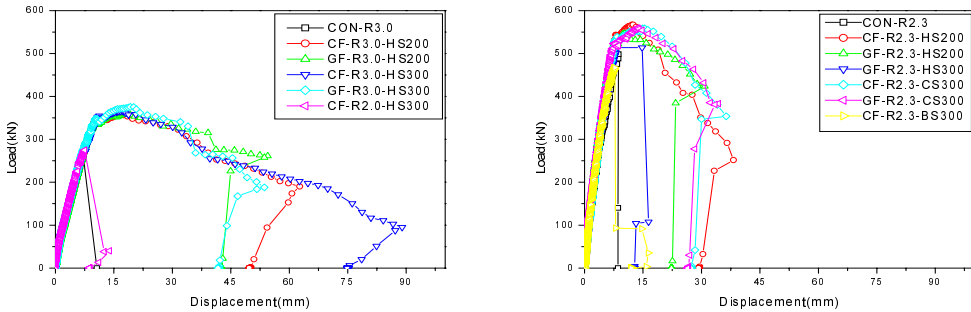 600
500
400
300
200
100
0
Load(kN)
0
15
30
45
60
75
90
Displacement(mm)
CON-R3.0
CF-R3.0-HS200
GF-R3.0-HS200
CF-R3.0-HS300
GF-R3.0-HS300
CF-R2.0-HS300
600
500
400
300
200
100
0
Load(kN)
0
15
30
45
60
75
90
Displacement(mm)
CON-R2.3
CF-R2.3-HS200
GF-R2.3-HS200
GF-R2.3-HS300
CF-R2.3-CS300
GF-R2.3-CS300
CF-R2.3-BS300